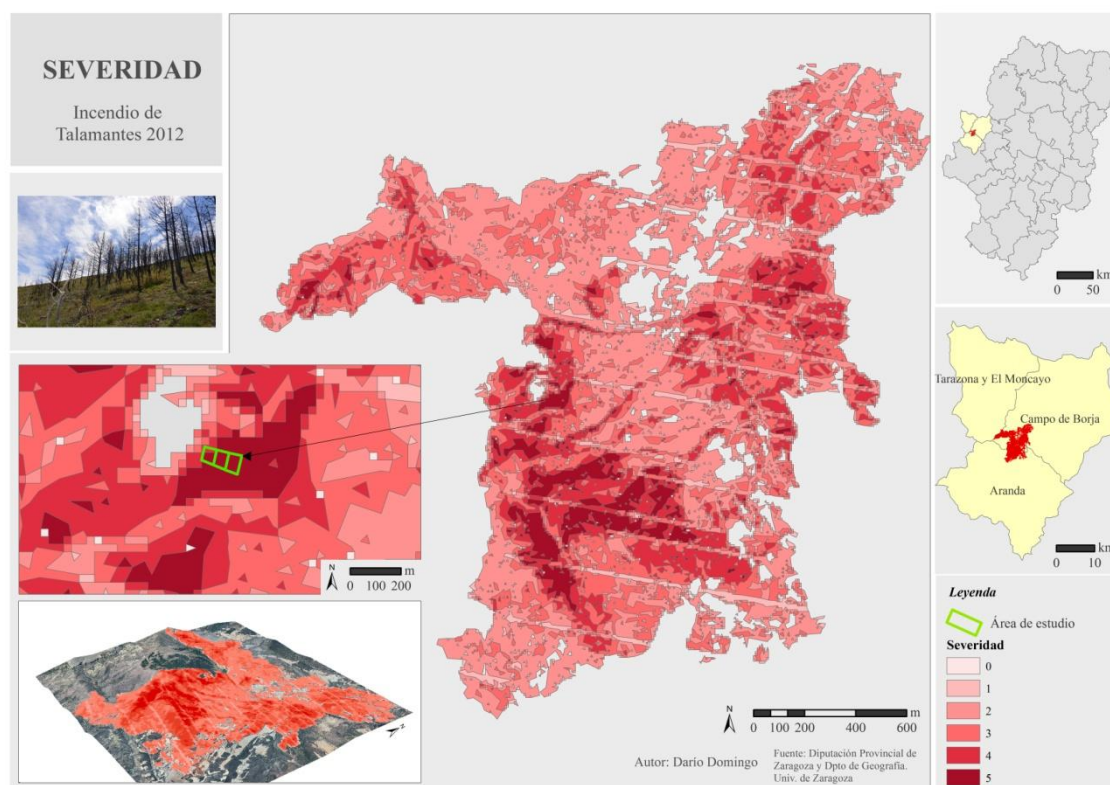 SEVERIDAD
Incendio de
Talamantes 2012
N
m
0 100 200
N
N
m
0 100 200 400 600
Autor: Darío Domingo
Fuente: Diputación Provincial de
Zaragoza y Dpto de Geografía.
Univ. de Zaragoza
km
0 50
Tarazona y El Moncayo
Campo de Borja
Aranda
km
0 10
Leyenda
Área de estudio
Severidad
0
1
2
3
4
5